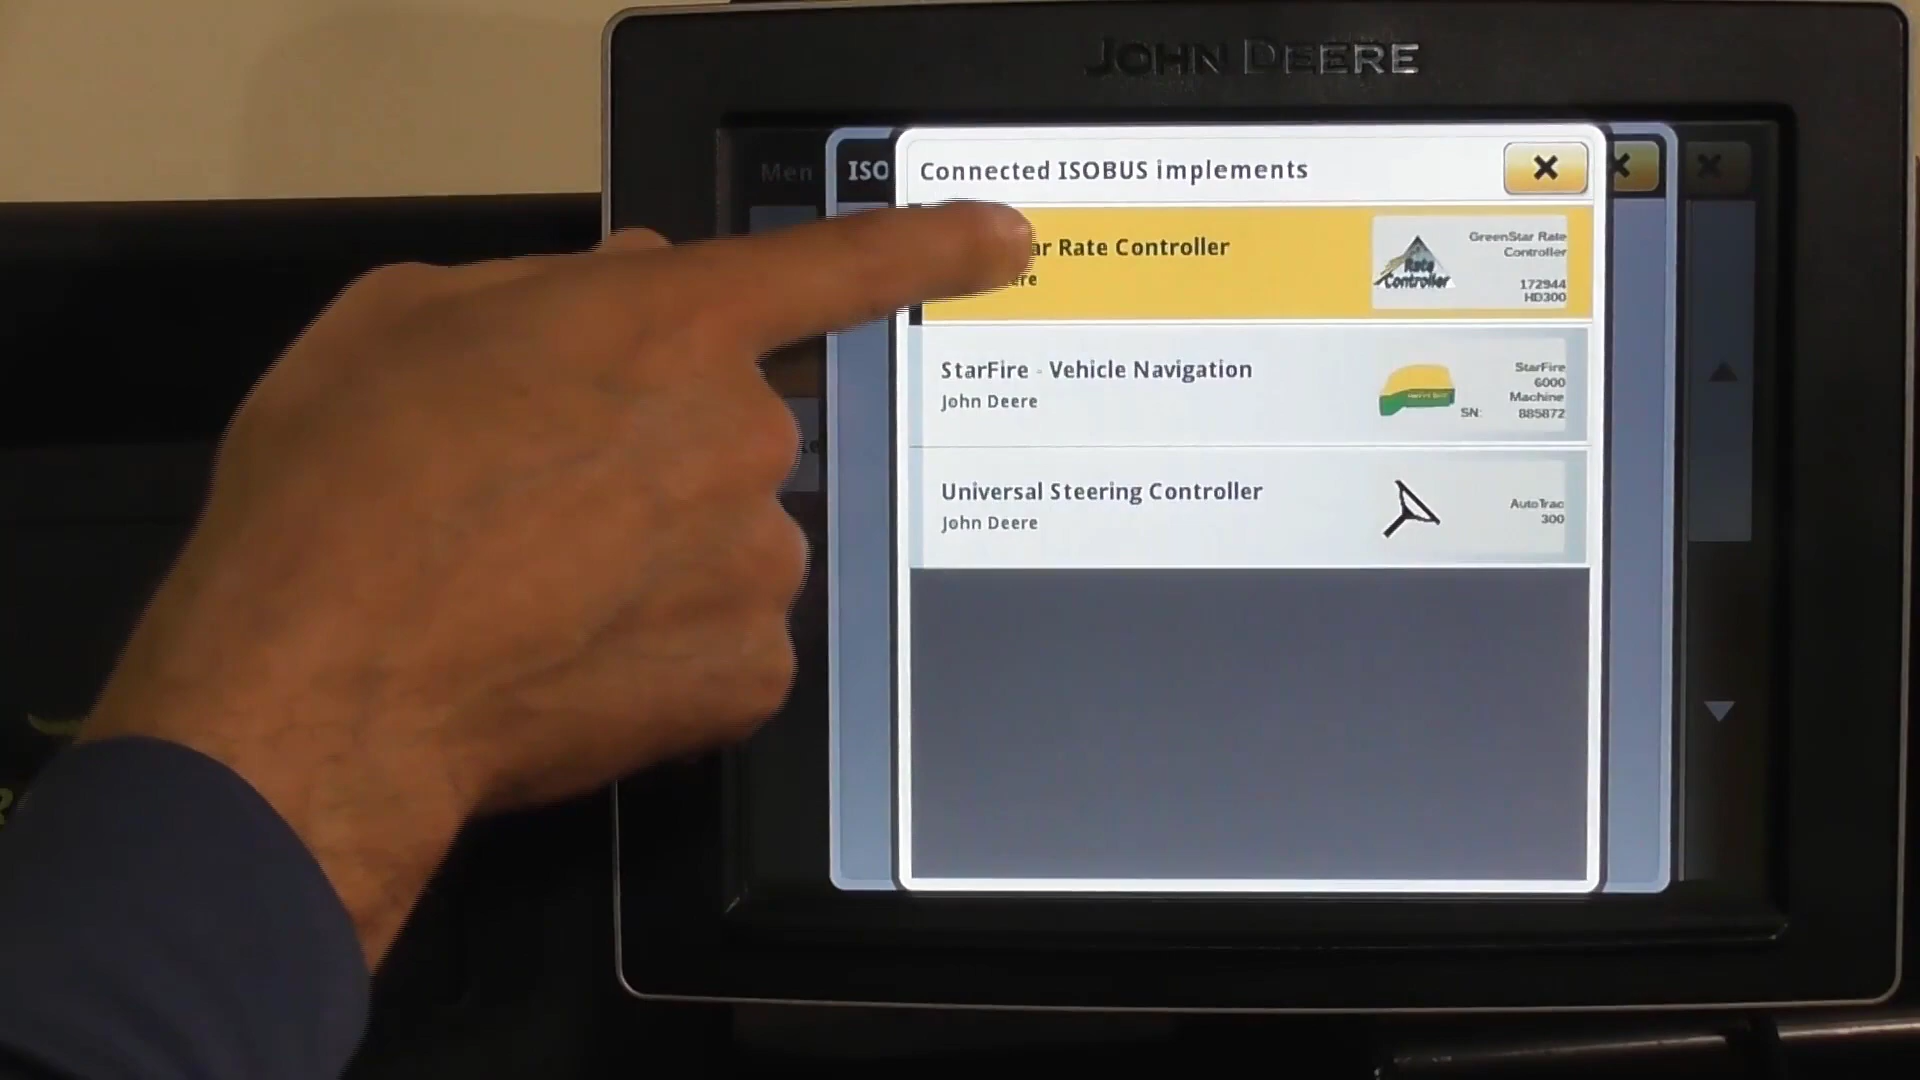 JOHN DEERE
Men
ISO
Connected ISOBUS implements
Rate Controller
GreenStar Rate
Controller
172944
HD300
Rate
Controller
StarFire - Vehicle Navigation
John Deere
StarFire
6000
Machine
SN: 885872
Universal Steering Controller
John Deere
AutoTrac
300